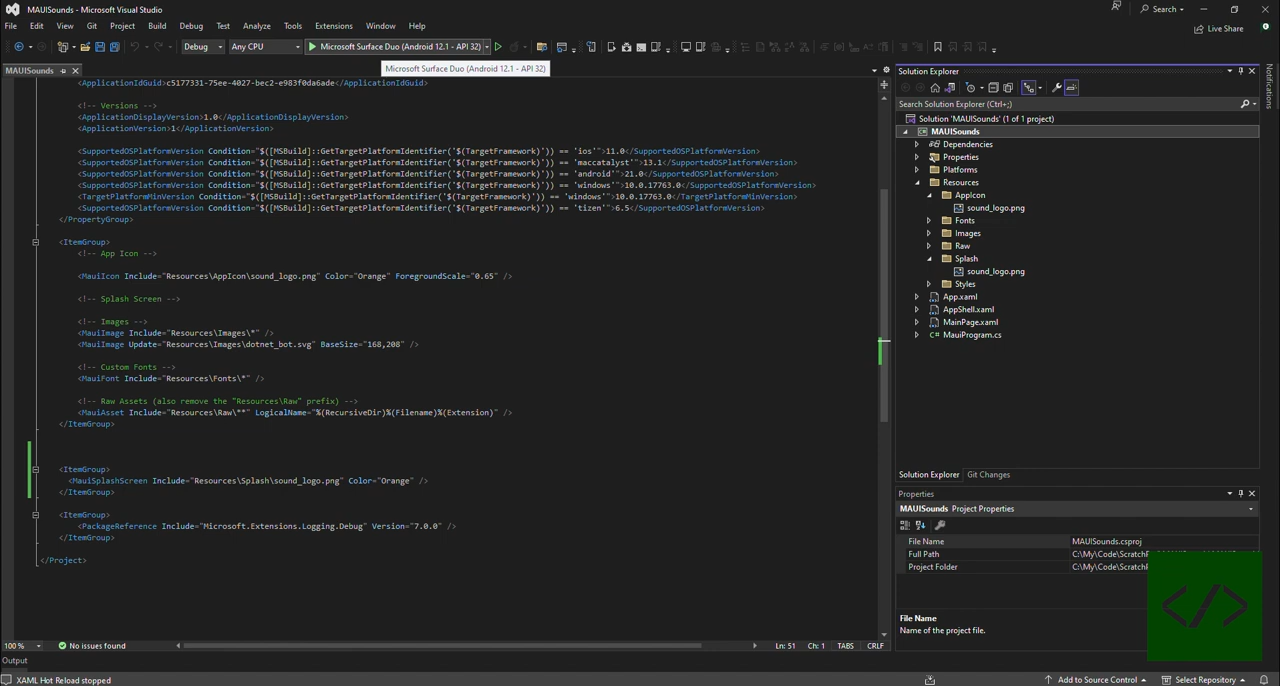 MAUISounds - Microsoft Visual Studio
Search
File Edit View Git Project Build Debug Test Analyze Tools Extensions Window Help
Live Share
Debug Any CPU Microsoft Surface Duo (Android 12.1 - API 32)
Microsoft Surface Duo (Android 12.1 - API 32)
MAUISounds
<ApplicationIdGuid>c5177331-75ee-4027-bec2-e983f0da6ade</ApplicationIdGuid>
<!-- Versions -->
<ApplicationDisplayVersion>1.0</ApplicationDisplayVersion>
<ApplicationVersion>1</ApplicationVersion>
<SupportedOSPlatformVersion Condition="$([MSBuild]::GetTargetPlatformIdentifier('$(TargetFramework)')) == 'ios'">11.0</SupportedOSPlatformVersion>
<SupportedOSPlatformVersion Condition="$([MSBuild]::GetTargetPlatformIdentifier('$(TargetFramework)')) == 'maccatalyst'">13.1</SupportedOSPlatformVersion>
<SupportedOSPlatformVersion Condition="$([MSBuild]::GetTargetPlatformIdentifier('$(TargetFramework)')) == 'android'">21.0</SupportedOSPlatformVersion>
<SupportedOSPlatformVersion Condition="$([MSBuild]::GetTargetPlatformIdentifier('$(TargetFramework)')) == 'windows'">10.0.17763.0</SupportedOSPlatformVersion>
<TargetPlatformMinVersion Condition="$([MSBuild]::GetTargetPlatformIdentifier('$(TargetFramework)')) == 'windows'">10.0.17763.0</TargetPlatformMinVersion>
<SupportedOSPlatformVersion Condition="$([MSBuild]::GetTargetPlatformIdentifier('$(TargetFramework)')) == 'tizen'">6.5</SupportedOSPlatformVersion>
</PropertyGroup>
<ItemGroup>
<!-- App Icon -->
<MauiIcon Include="Resources\AppIcon\sound_logo.png" Color="Orange" ForegroundScale="0.65" />
<!-- Splash Screen -->
<!-- Images -->
<MauiImage Include="Resources\Images\*" />
<MauiImage Update="Resources\Images\dotnet_bot.svg" BaseSize="168,208" />
<!-- Custom Fonts -->
<MauiFont Include="Resources\Fonts\*" />
<!-- Raw Assets (also remove the "Resources\Raw" prefix) -->
<MauiAsset Include="Resources\Raw\**" LogicalName="%(RecursiveDir)%(Filename)%(Extension)" />
</ItemGroup>
<ItemGroup>
<MauiSplashScreen Include="Resources\Splash\sound_logo.png" Color="Orange" />
</ItemGroup>
<ItemGroup>
<PackageReference Include="Microsoft.Extensions.Logging.Debug" Version="7.0.0" />
</ItemGroup>
</Project>
100 % No issues found Ln: 51 Ch: 1 TABS CRLF
Output
XAML Hot Reload stopped
Solution Explorer
Search Solution Explorer (Ctrl+;)
Solution 'MAUISounds' (1 of 1 project)
MAUISounds
Dependencies
Properties
Platforms
Resources
AppIcon
sound_logo.png
Fonts
Images
Raw
Splash
sound_logo.png
Styles
App.xaml
AppShell.xaml
MainPage.xaml
C# MauiProgram.cs
Solution Explorer Git Changes
Properties
MAUISounds Project Properties
File Name MAUISounds.csproj
Full Path C:\My\Code\ScratchP
Project Folder C:\My\Code\ScratchP
File Name
Name of the project file.
</>
Add to Source Control Select Repository
Notifications